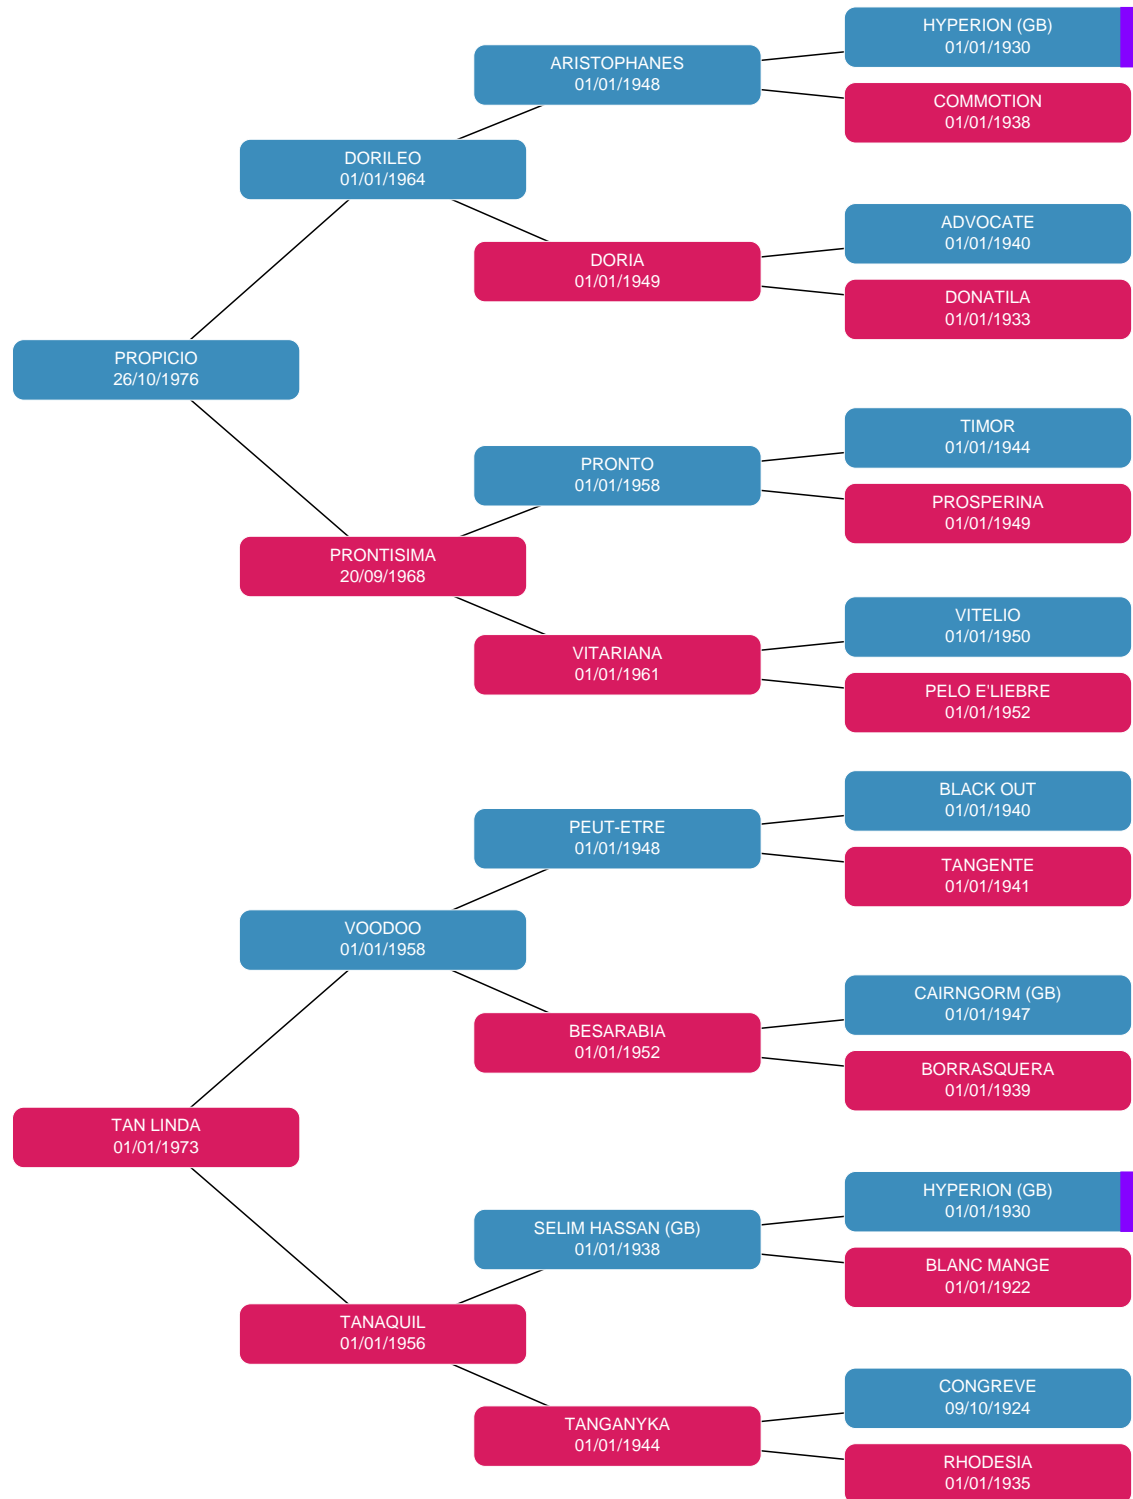 HYPERION (GB)
01/01/1930
ARISTOPHANES
01/01/1948
COMMOTION
01/01/1938
DORILEO
01/01/1964
ADVOCATE
01/01/1940
DORIA
01/01/1949
DONATILA
01/01/1933
PROPICIO
26/10/1976
TIMOR
01/01/1944
PRONTO
01/01/1958
PROSPERINA
01/01/1949
PRONTISIMA
20/09/1968
VITELIO
01/01/1950
VITARIANA
01/01/1961
PELO E'LIEBRE
01/01/1952
BLACK OUT
01/01/1940
PEUT-ETRE
01/01/1948
TANGENTE
01/01/1941
VOODOO
01/01/1958
CAIRNGORM (GB)
01/01/1947
BESARABIA
01/01/1952
BORRASQUERA
01/01/1939
TAN LINDA
01/01/1973
HYPERION (GB)
01/01/1930
SELIM HASSAN (GB)
01/01/1938
BLANC MANGE
01/01/1922
TANAQUIL
01/01/1956
CONGREVE
09/10/1924
TANGANYKA
01/01/1944
RHODESIA
01/01/1935